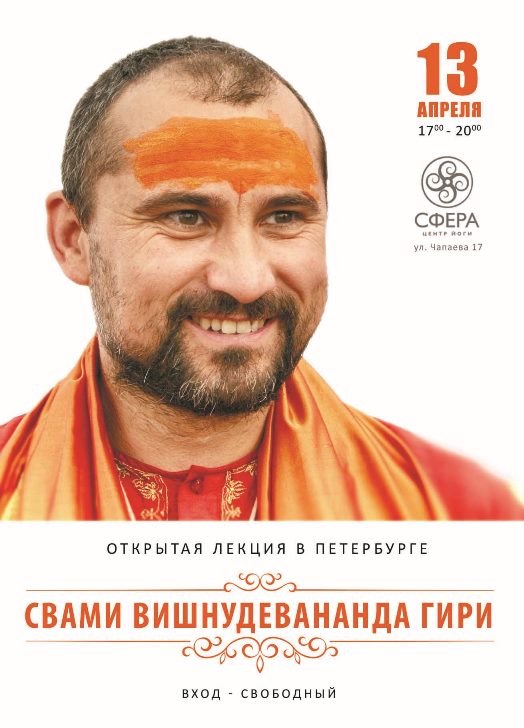 13
АПРЕЛЯ
17⁰⁰ - 20⁰⁰
СФЕРА
ЦЕНТР ЙОГИ
ул. Чапаева 17
ОТКРЫТАЯ ЛЕКЦИЯ В ПЕТЕРБУРГЕ
СВАМИ ВИШНУДЕВАНАНДА ГИРИ
ВХОД - СВОБОДНЫЙ